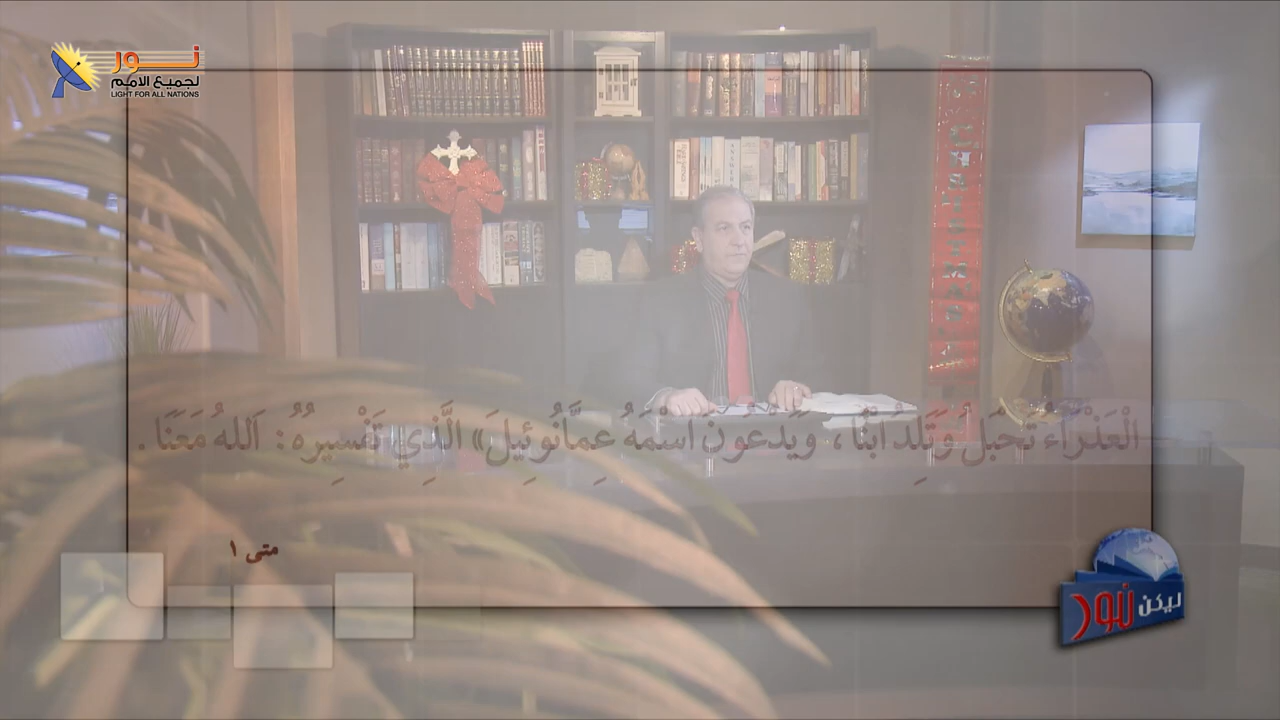 نور
لجميع الأمم
LIGHT FOR ALL NATIONS
الْعَذْرَاءُ تَحْبَلُ وَتَلِدُ ابْنًا، وَيَدْعُونَ اسْمَهُ عِمَّانُوئِيلَ» الَّذِي تَفْسِيرُهُ: اَللهُ مَعَنَا.
متى ١
ليكن نور